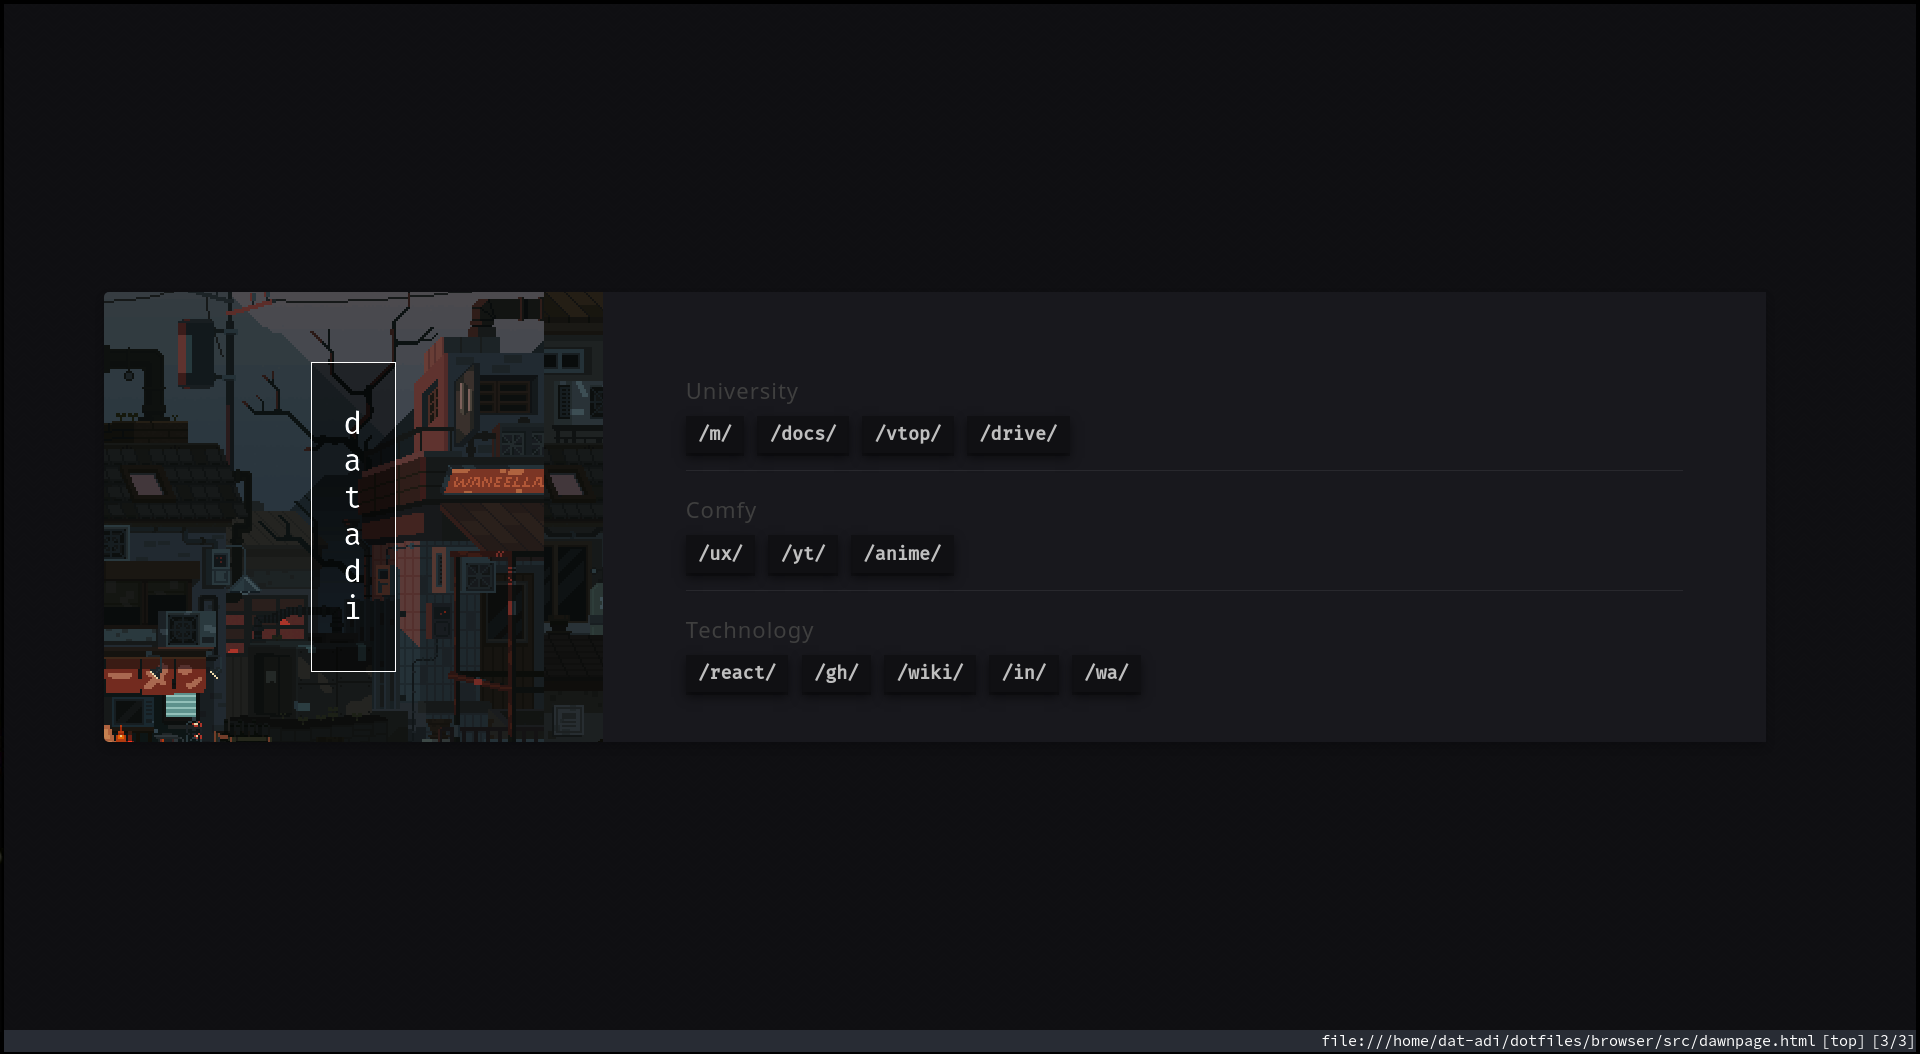 d
a
t
a
d
i
WANEELLA
University
/m/ /docs/ /vtop/ /drive/
Comfy
/ux/ /yt/ /anime/
Technology
/react/ /gh/ /wiki/ /in/ /wa/
file:///home/dat-adi/dotfiles/browser/src/dawnpage.html [top] [3/3]